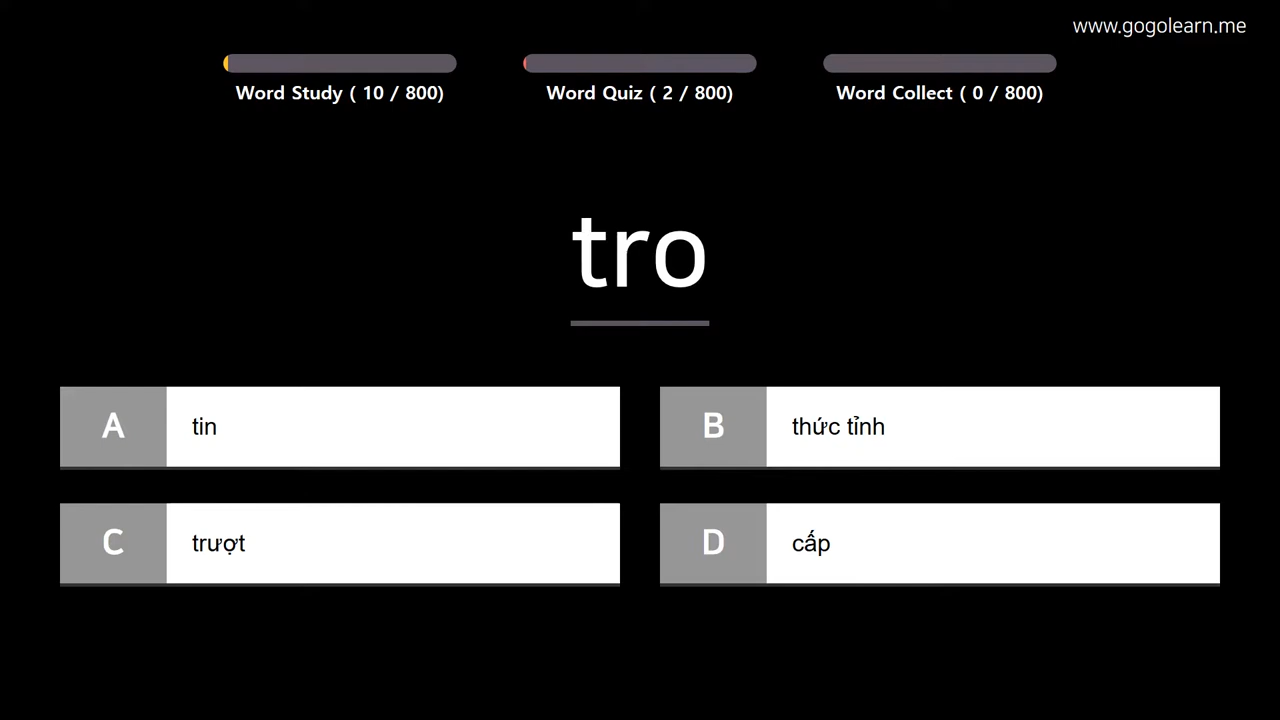 www.gogolearn.me
Word Study ( 10 / 800)
Word Quiz ( 2 / 800)
Word Collect ( 0 / 800)
tro
A tin
B thức tỉnh
C trượt
D cấp